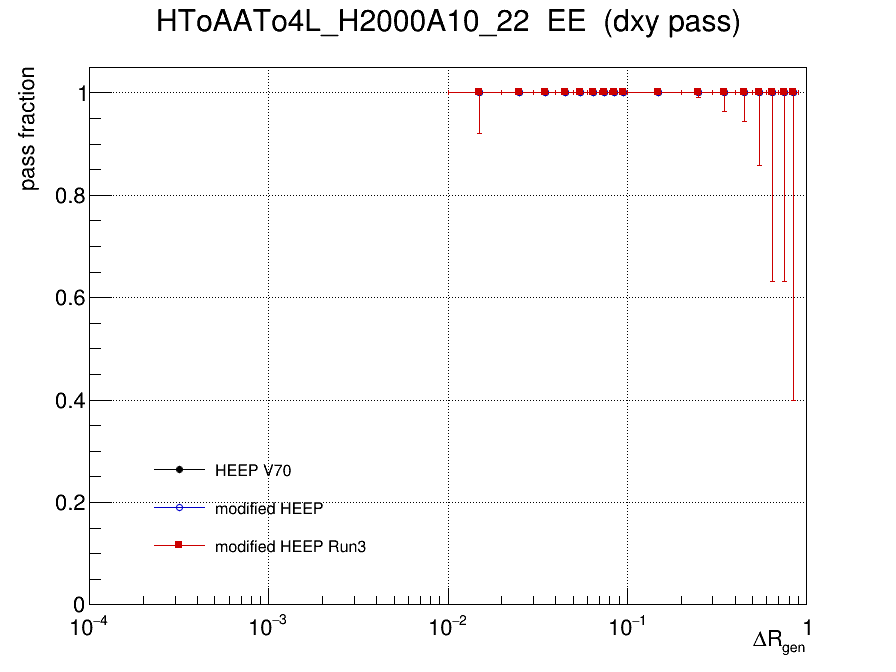 HToAATo4L_H2000A10_22 EE (dxy pass)
pass fraction
1
0.8
0.6
0.4
0.2
0
HEEP V70
modified HEEP
modified HEEP Run3
10⁻⁴ 10⁻³ 10⁻² 10⁻¹ 1
ΔR_gen